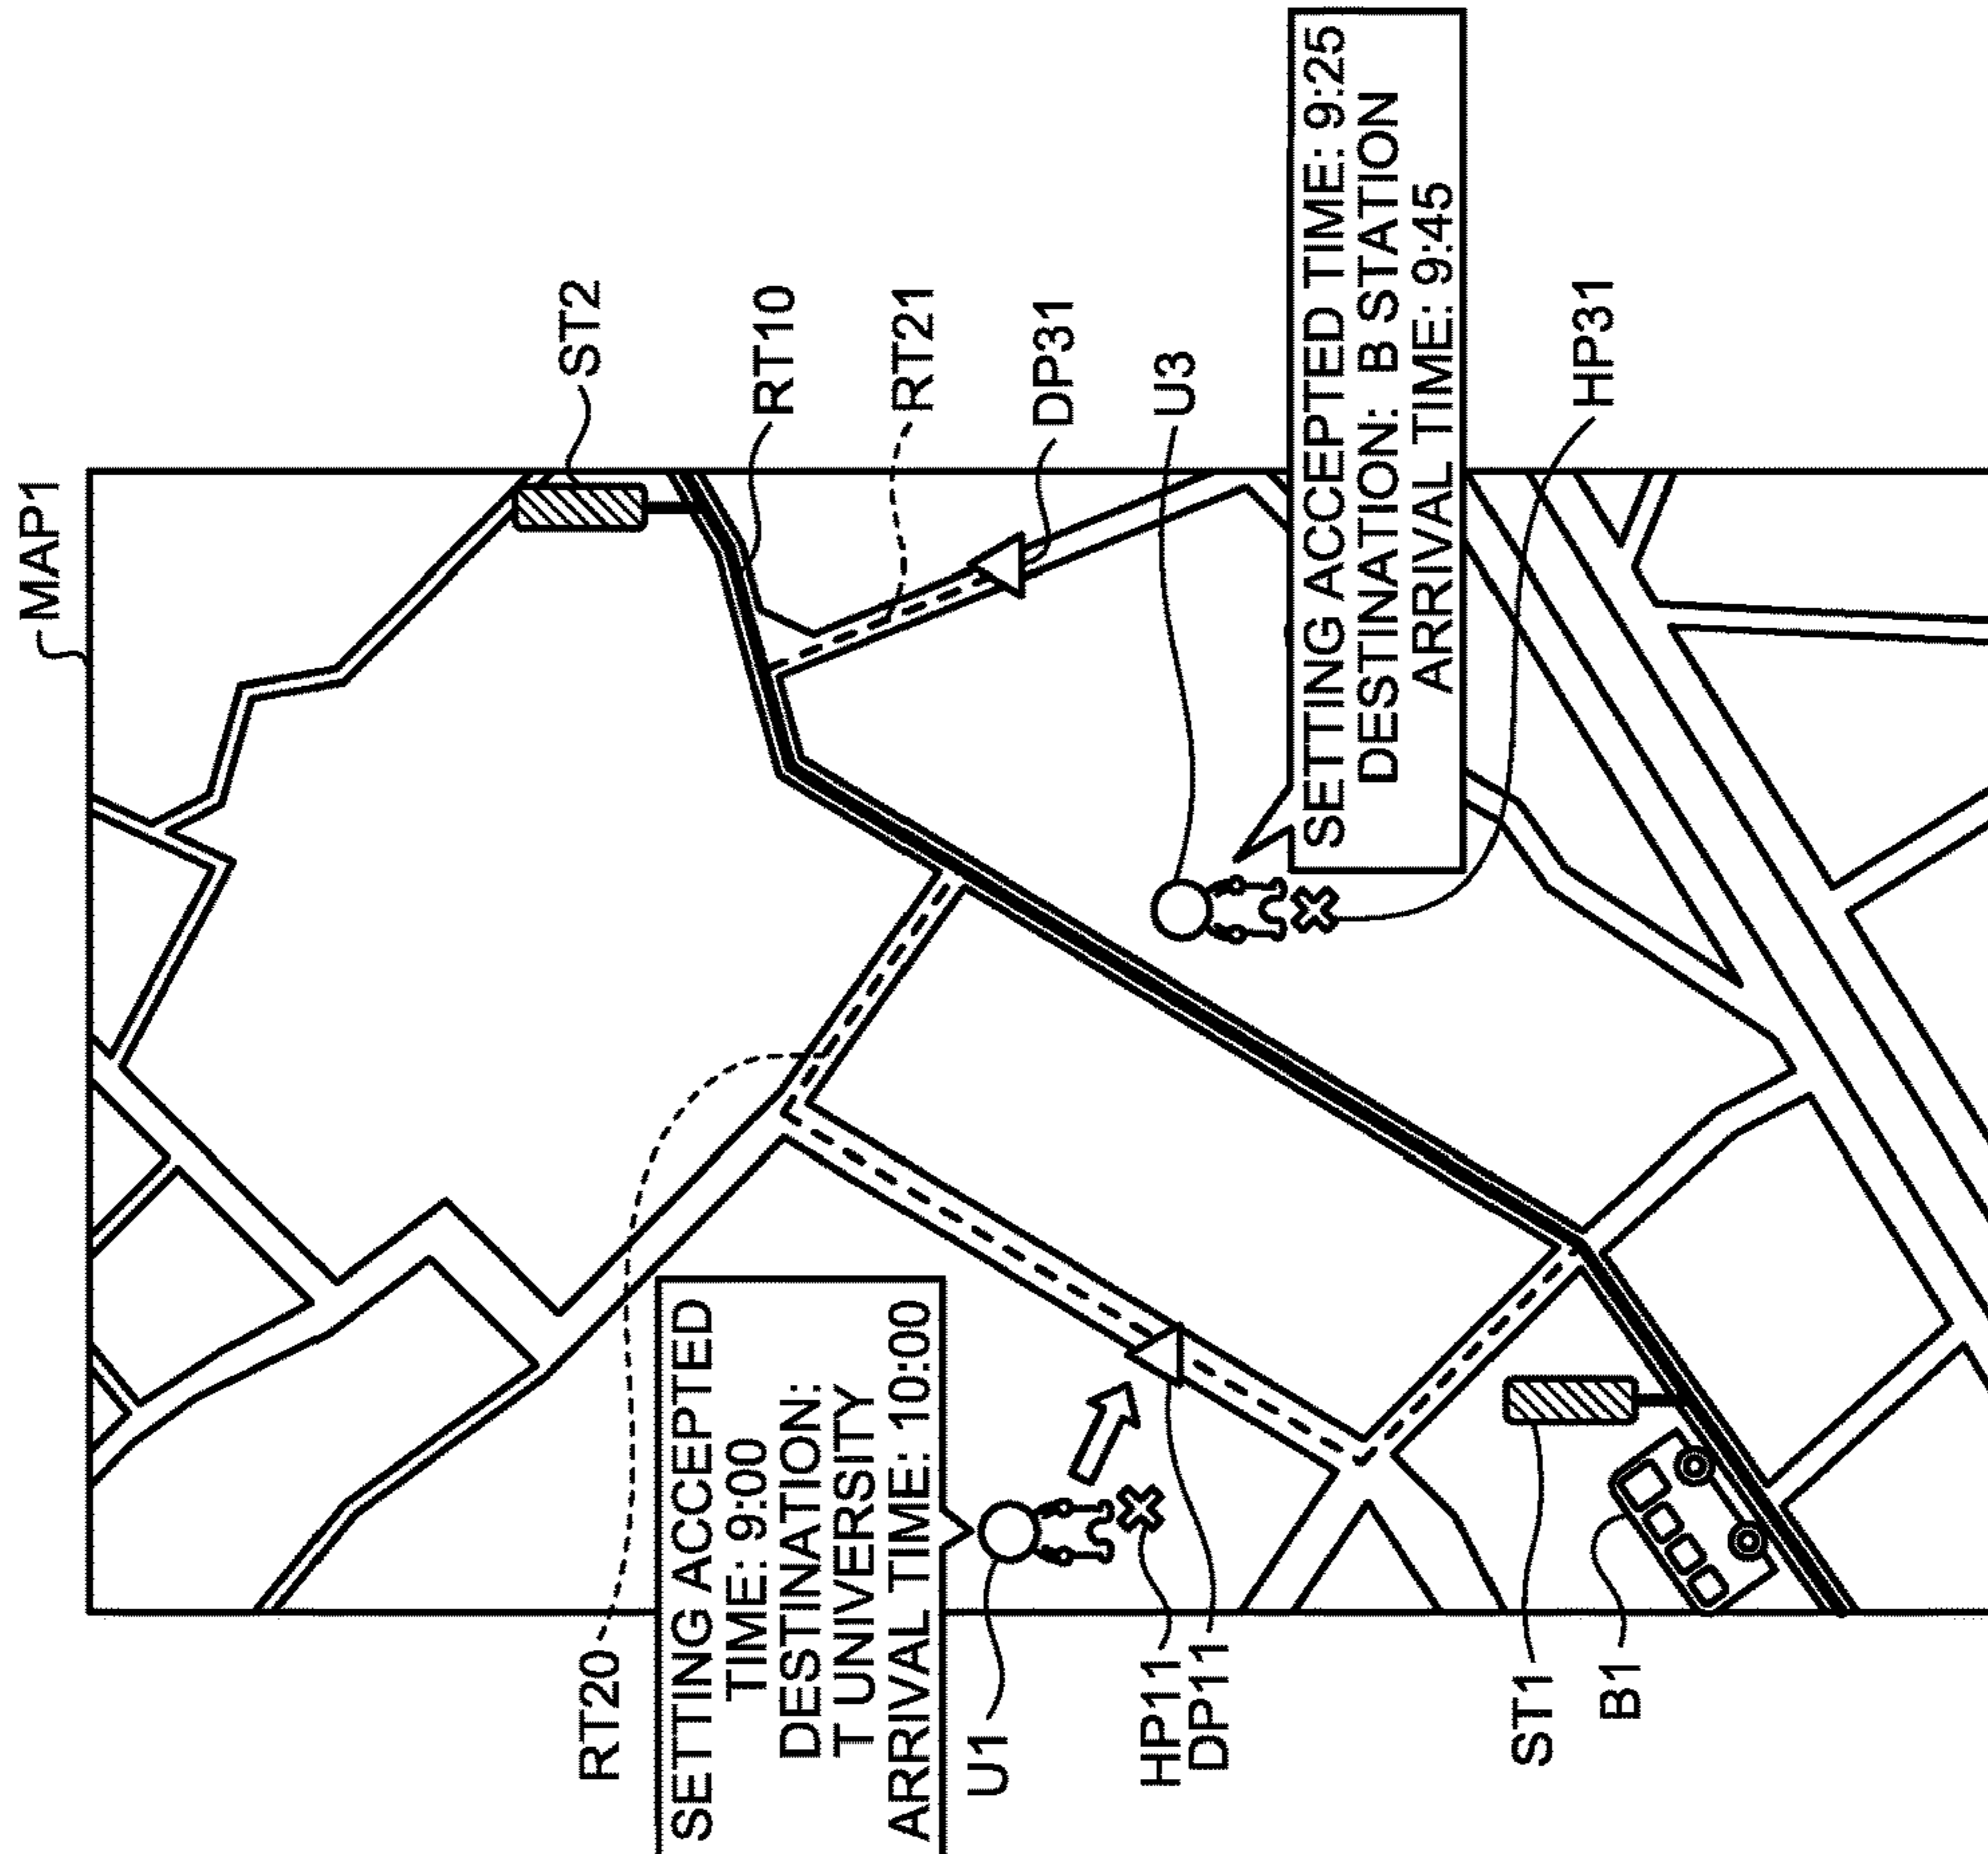 MAP1
ST2
RT10
RT21
DP31
U3
SETTING ACCEPTED TIME: 9:25
DESTINATION: B STATION
ARRIVAL TIME: 9:45
HP31
RT20
SETTING ACCEPTED
TIME: 9:00
DESTINATION:
T UNIVERSITY
ARRIVAL TIME: 10:00
U1
HP11
DP11
ST1
B1